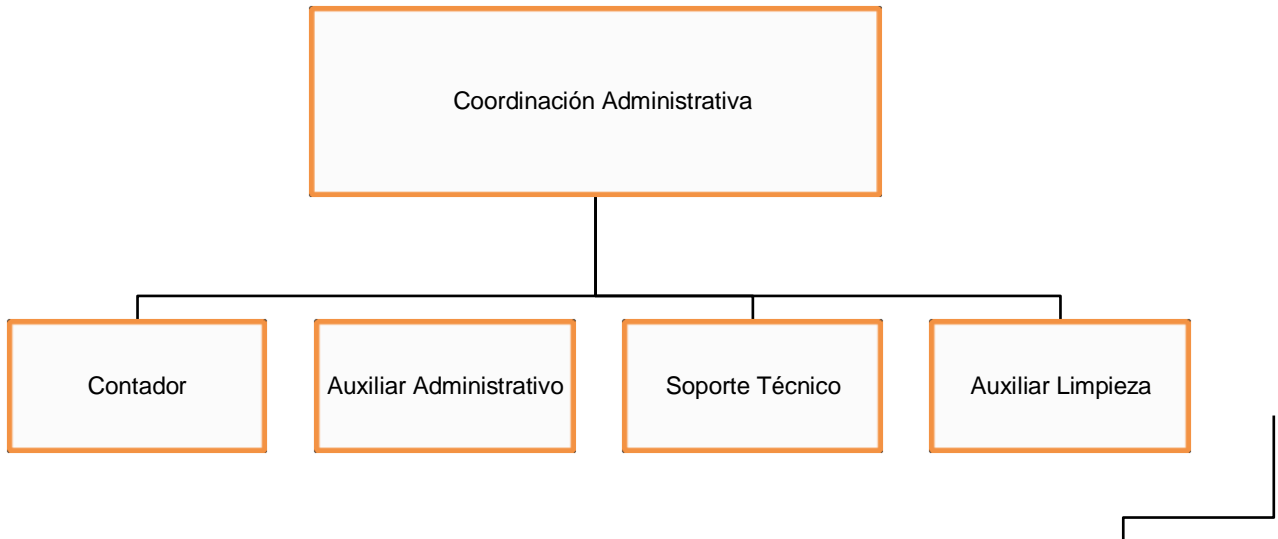 Coordinación Administrativa
Contador
Auxiliar Administrativo
Soporte Técnico
Auxiliar Limpieza